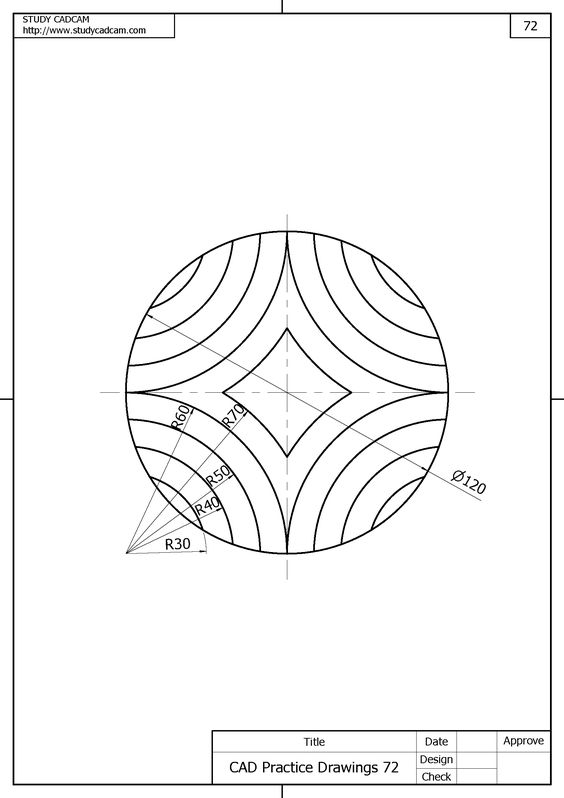 STUDY CADCAM
http://www.studycadcam.com
72
R60
R70
R50
R40
R30
Ø120
Title
Date
Approve
CAD Practice Drawings 72
Design
Check